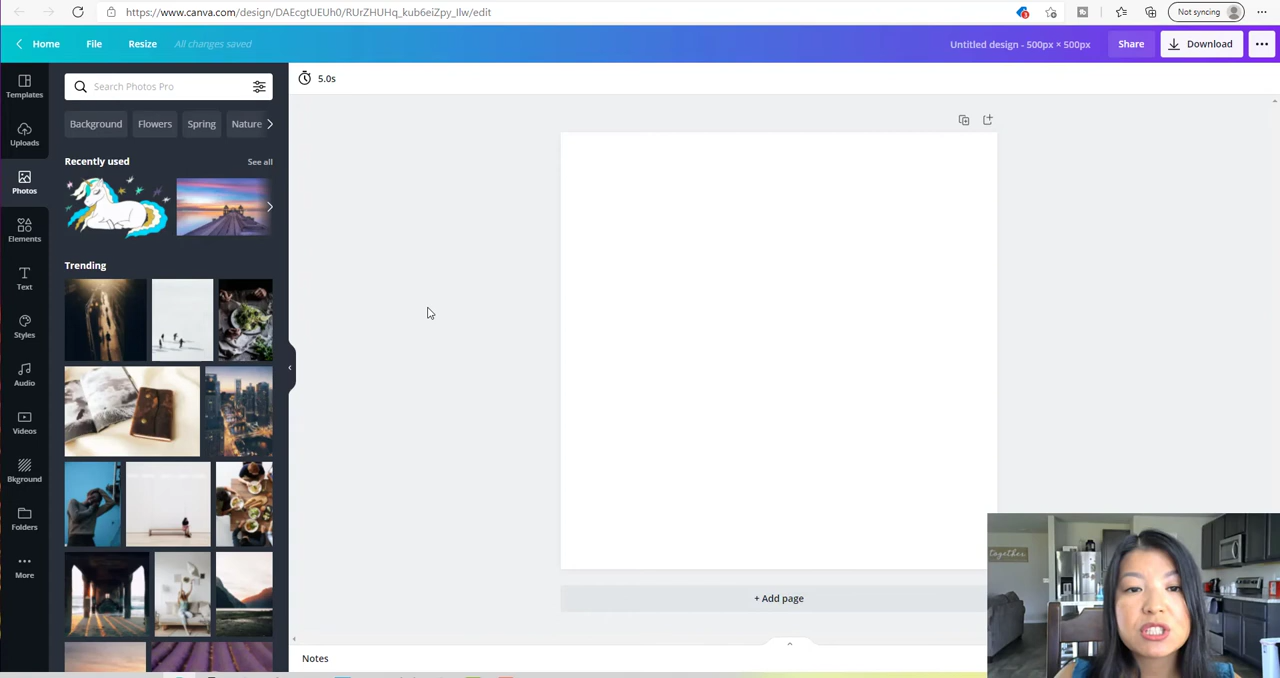 https://www.canva.com/design/DAEcgtUEUh0/RUrZHUHq_kub6eiZpy_Ilw/edit
3
Not syncing
Home
File
Resize
All changes saved
Untitled design - 500px × 500px
Share
Download
Templates
Uploads
Photos
Elements
Text
Styles
Audio
Videos
Bkground
Folders
More
Search Photos Pro
Background
Flowers
Spring
Nature
Recently used
See all
Trending
5.0s
+ Add page
Notes
together